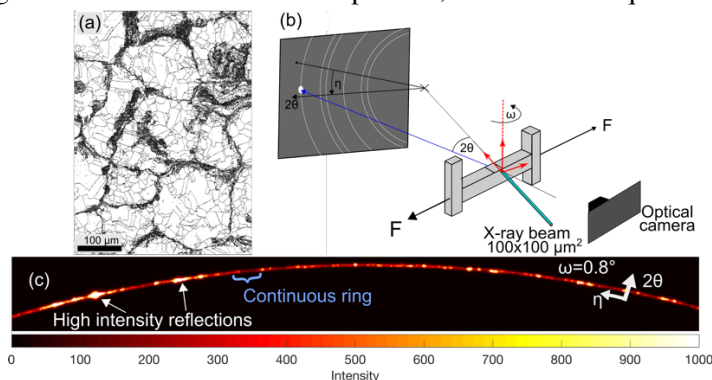 (a)
100 µm
(b)
η
2θ
ω
2θ
F
F
X-ray beam
100x100 µm²
Optical
camera
(c)
ω=0.8°
2θ
η
Continuous ring
High intensity reflections
0 100 200 300 400 500 600 700 800 900 1000
Intensity